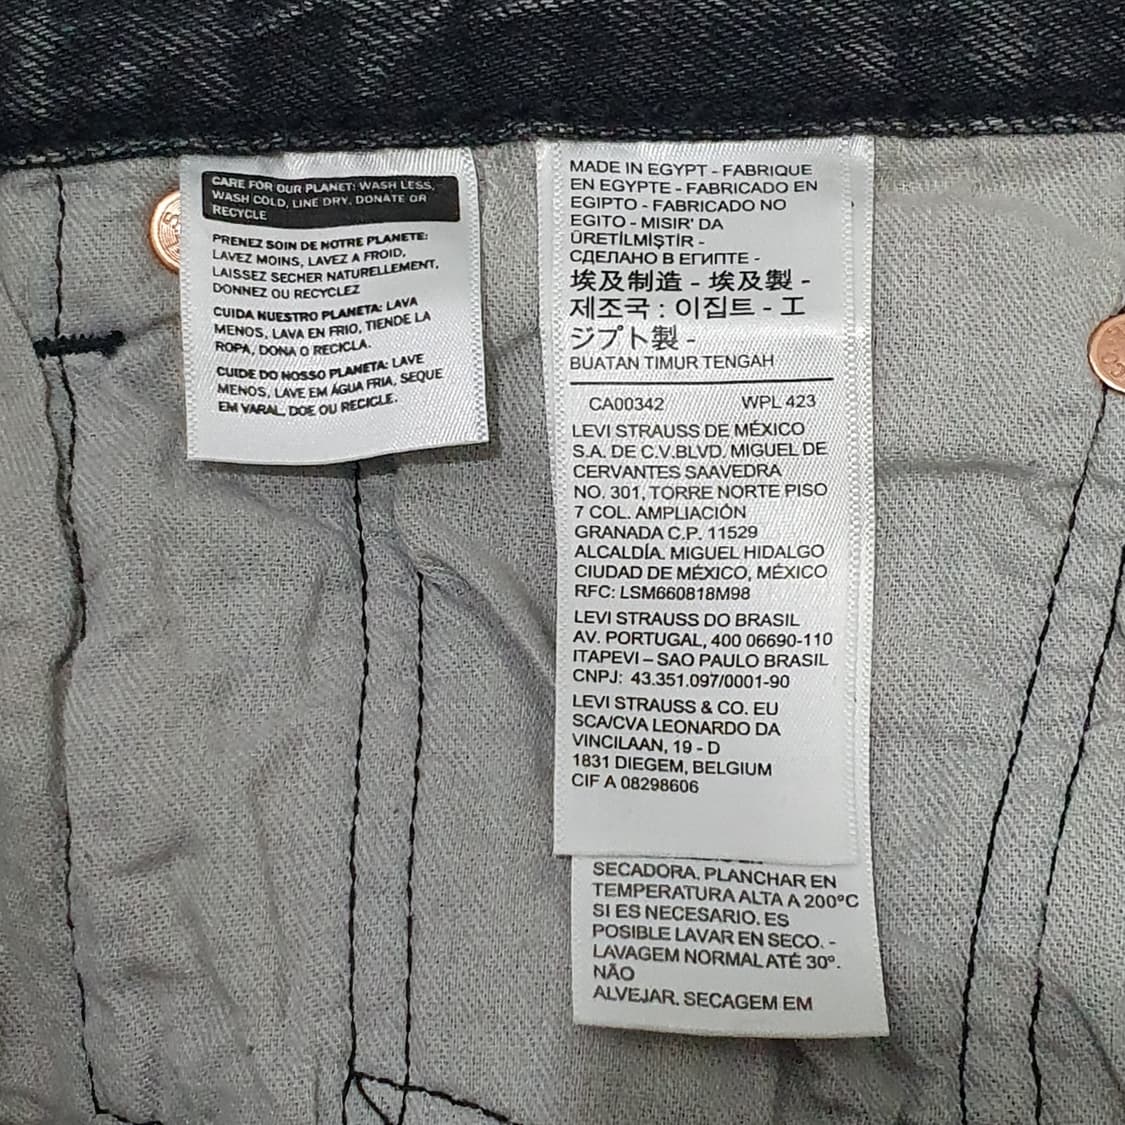 CARE FOR OUR PLANET: WASH LESS,
WASH COLD, LINE DRY, DONATE OR
RECYCLE
PRENEZ SOIN DE NOTRE PLANETE:
LAVEZ MOINS, LAVEZ A FROID,
LAISSEZ SECHER NATURELLEMENT,
DONNEZ OU RECYCLEZ
CUIDA NUESTRO PLANETA: LAVA
MENOS, LAVA EN FRIO, TIENDE LA
ROPA, DONA O RECICLA.
CUIDE DO NOSSO PLANETA: LAVE
MENOS, LAVE EM ÁGUA FRIA, SEQUE
EM VARAL, DOE OU RECICLE.
MADE IN EGYPT - FABRIQUE
EN EGYPTE - FABRICADO EN
EGIPTO - FABRICADO NO
EGITO - MISIR' DA
ÜRETİLMİŞTİR -
СДЕЛАНО В ЕГИПТЕ -
埃及制造 - 埃及製 -
제조국 : 이집트 - エ
ジプト製 -
BUATAN TIMUR TENGAH
CA00342 WPL 423
LEVI STRAUSS DE MÉXICO
S.A. DE C.V.BLVD. MIGUEL DE
CERVANTES SAAVEDRA
NO. 301, TORRE NORTE PISO
7 COL. AMPLIACIÓN
GRANADA C.P. 11529
ALCALDÍA. MIGUEL HIDALGO
CIUDAD DE MÉXICO, MÉXICO
RFC: LSM660818M98
LEVI STRAUSS DO BRASIL
AV. PORTUGAL, 400 06690-110
ITAPEVI – SAO PAULO BRASIL
CNPJ: 43.351.097/0001-90
LEVI STRAUSS & CO. EU
SCA/CVA LEONARDO DA
VINCILAAN, 19 - D
1831 DIEGEM, BELGIUM
CIF A 08298606
SECADORA. PLANCHAR EN
TEMPERATURA ALTA A 200°C
SI ES NECESARIO. ES
POSIBLE LAVAR EN SECO. -
LAVAGEM NORMAL ATÉ 30°.
NÃO
ALVEJAR. SECAGEM EM